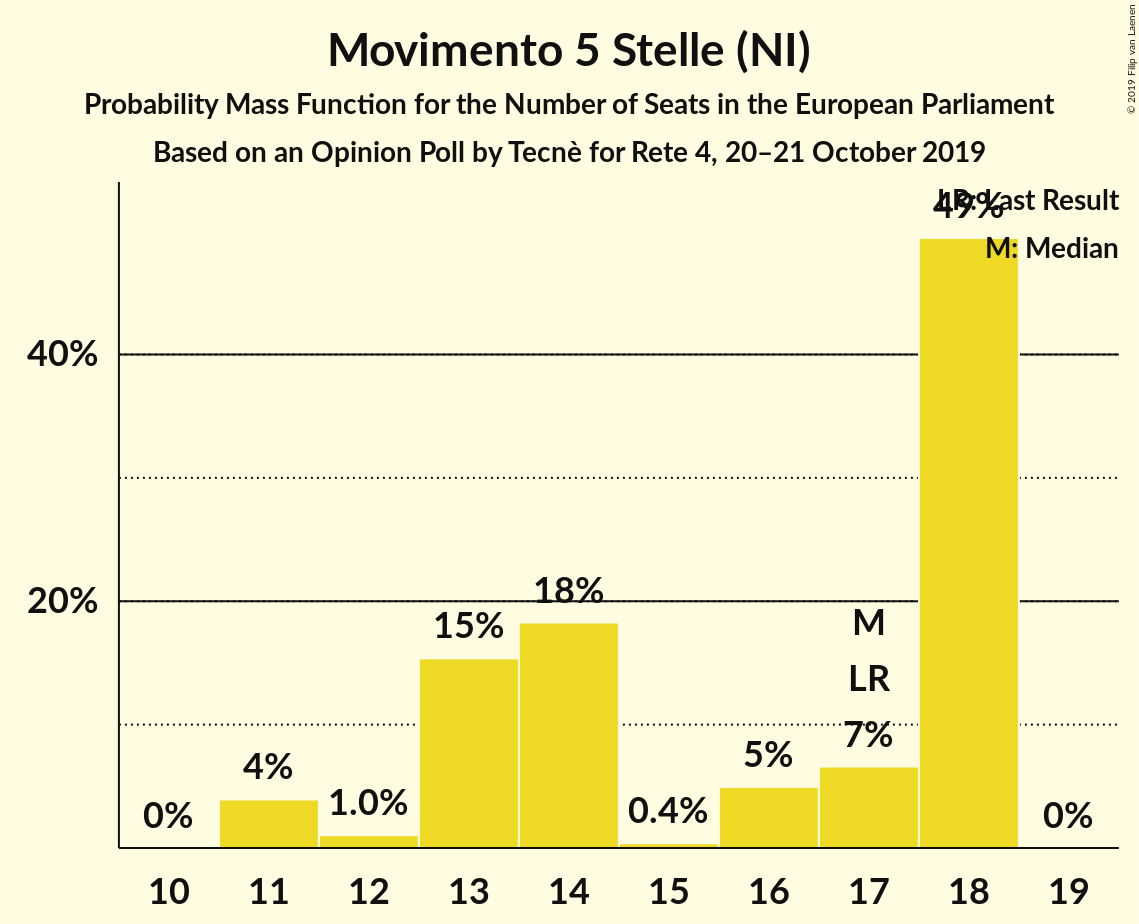 Movimento 5 Stelle (NI)
Probability Mass Function for the Number of Seats in the European Parliament
Based on an Opinion Poll by Tecnè for Rete 4, 20–21 October 2019
© 2019 Filip van Laenen
LR: Last Result
M: Median
49%
40%
20%
18%
15%
M
LR
7%
5%
4%
1.0%
0.4%
0%
0%
10 11 12 13 14 15 16 17 18 19